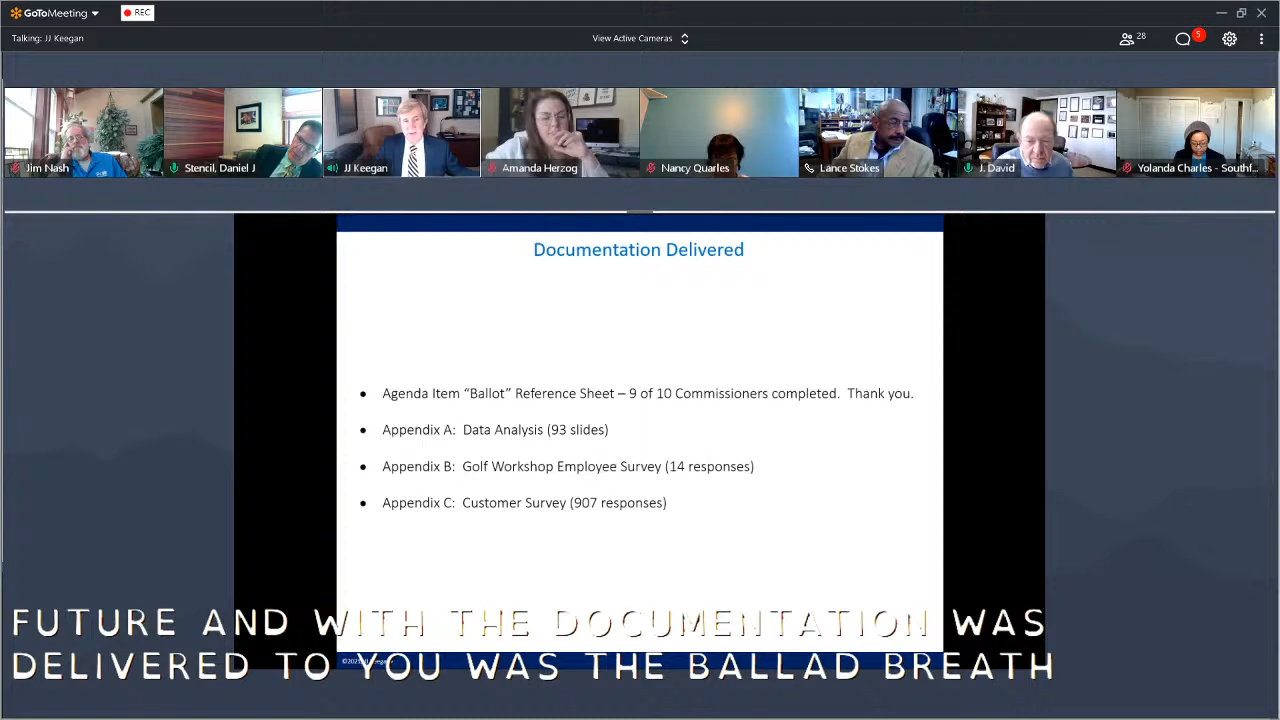 GoToMeeting
REC
Talking: JJ Keegan
View Active Cameras
28
5
Jim Nash
Stencil, Daniel J
JJ Keegan
Amanda Herzog
Nancy Quarles
Lance Stokes
J. David
Yolanda Charles - Southf...
Documentation Delivered
• Agenda Item “Ballot” Reference Sheet – 9 of 10 Commissioners completed. Thank you.
• Appendix A: Data Analysis (93 slides)
• Appendix B: Golf Workshop Employee Survey (14 responses)
• Appendix C: Customer Survey (907 responses)
FUTURE AND WITH THE DOCUMENTATION WAS
DELIVERED TO YOU WAS THE BALLAD BREATH